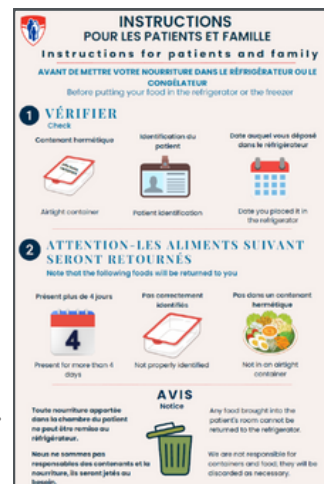 INSTRUCTIONS
POUR LES PATIENTS ET FAMILLE
Instructions for patients and family
AVANT DE METTRE VOTRE NOURRITURE DANS LE RÉFRIGÉRATEUR OU LE
CONGÉLATEUR
Before putting your food in the refrigerator or the freezer
1 VÉRIFIER
Check
Contenant hermétique
Airtight container
Identification du
patient
Patient identification
Date auquel vous déposé
dans le réfrigérateur
Date you placed it in
the refrigerator
2 ATTENTION-LES ALIMENTS SUIVANT
SERONT RETOURNÉS
Note that the following foods will be returned to you
Présent plus de 4 jours
4
Present for more than 4
days
Pas correctement
identifiés
Not properly identified
Pas dans un contenant
hermétique
Not in an airtight
container
AVIS
Notice
Toute nourriture apportée
dans la chambre du patient
ne peut être remise au
réfrigérateur.
Nous ne sommes pas
responsables des contenants et la
nourriture, ils seront jetés au
besoin.
Any food brought into the
patient's room cannot be
returned to the refrigerator.
We are not responsible for
containers and food, they will be
discarded as necessary.